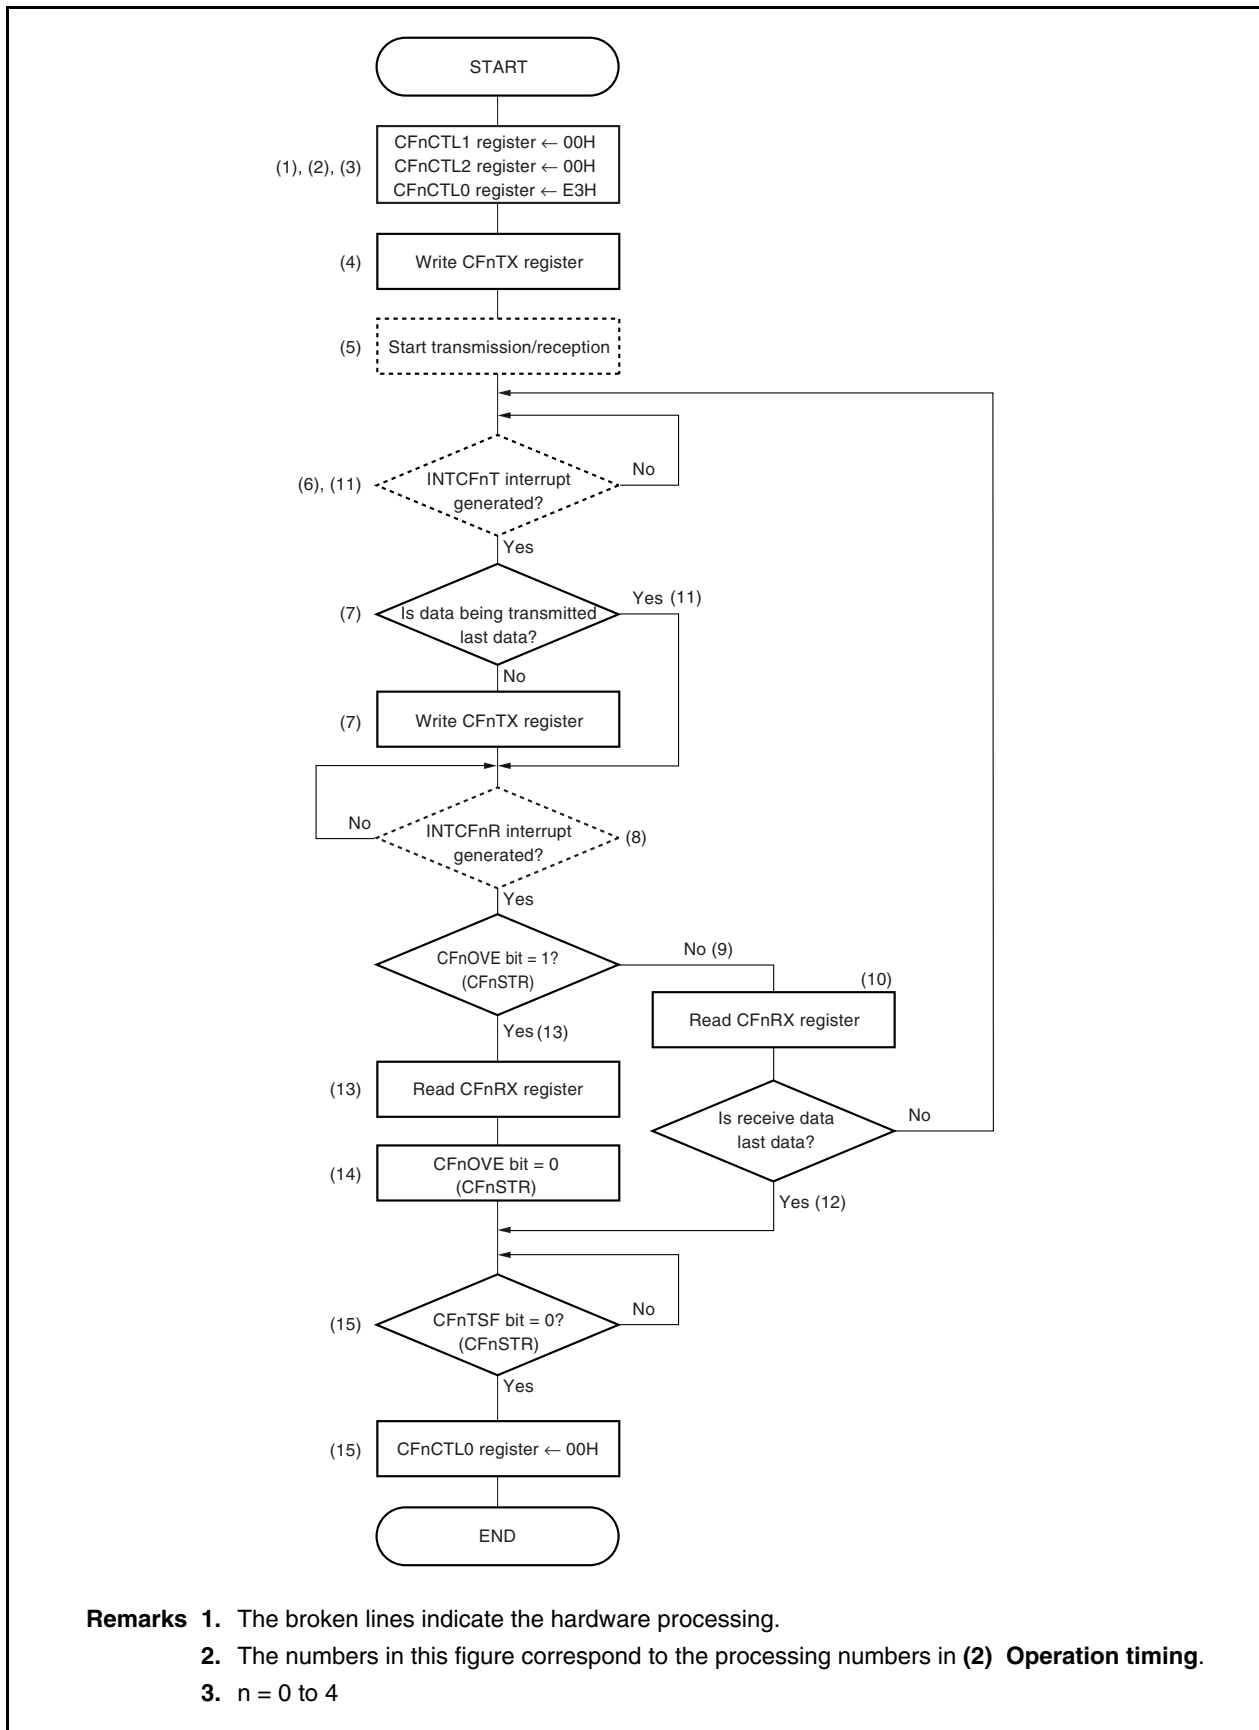 START
CFnCTL1 register ← 00H
(1), (2), (3) CFnCTL2 register ← 00H
CFnCTL0 register ← E3H
(4) Write CFnTX register
(5) Start transmission/reception
(6), (11) INTCFnT interrupt
generated?
No
Yes
(7) Is data being transmitted
last data?
Yes (11)
No
(7) Write CFnTX register
No
INTCFnR interrupt
generated?
(8)
Yes
CFnOVE bit = 1?
(CFnSTR)
No (9)
(10)
Read CFnRX register
Yes (13)
(13) Read CFnRX register
Is receive data
last data?
No
(14) CFnOVE bit = 0
(CFnSTR)
Yes (12)
(15) CFnTSF bit = 0?
(CFnSTR)
No
Yes
(15) CFnCTL0 register ← 00H
END
Remarks 1. The broken lines indicate the hardware processing.
2. The numbers in this figure correspond to the processing numbers in (2) Operation timing.
3. n = 0 to 4